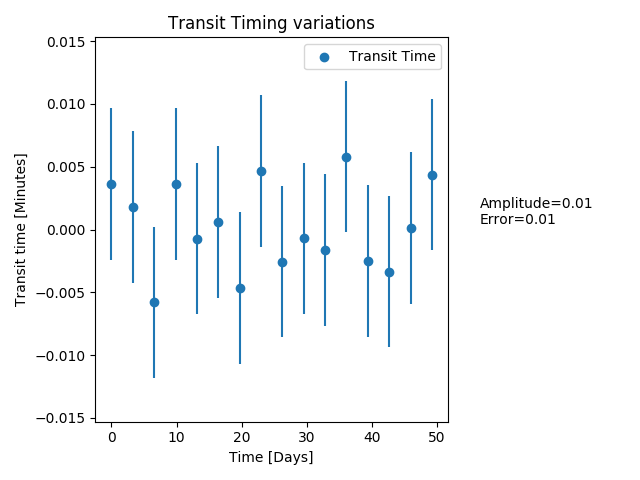 Transit Timing variations
Transit Time
Transit time [Minutes]
0.015
0.010
0.005
0.000
−0.005
−0.010
−0.015
Amplitude=0.01
Error=0.01
0 10 20 30 40 50
Time [Days]